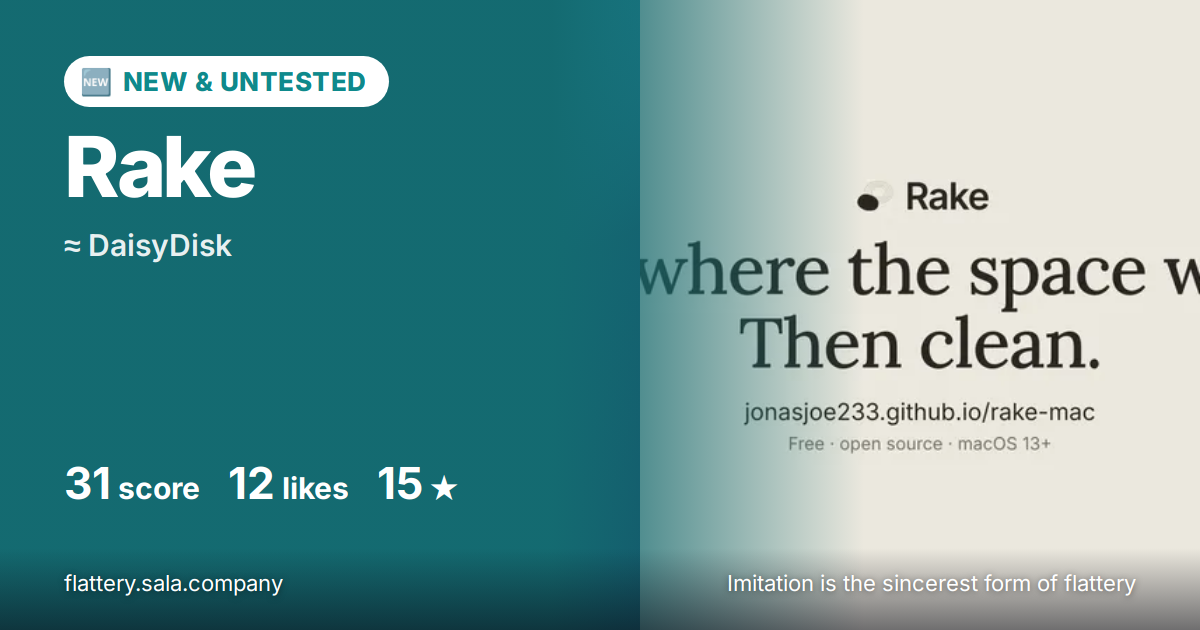 NEW NEW & UNTESTED
Rake
≈ DaisyDisk
31 score 12 likes 15 ★
flattery.sala.company
Rake
where the space
Then clean.
jonasjoe233.github.io/rake-mac
Free · open source · macOS 13+
Imitation is the sincerest form of flattery